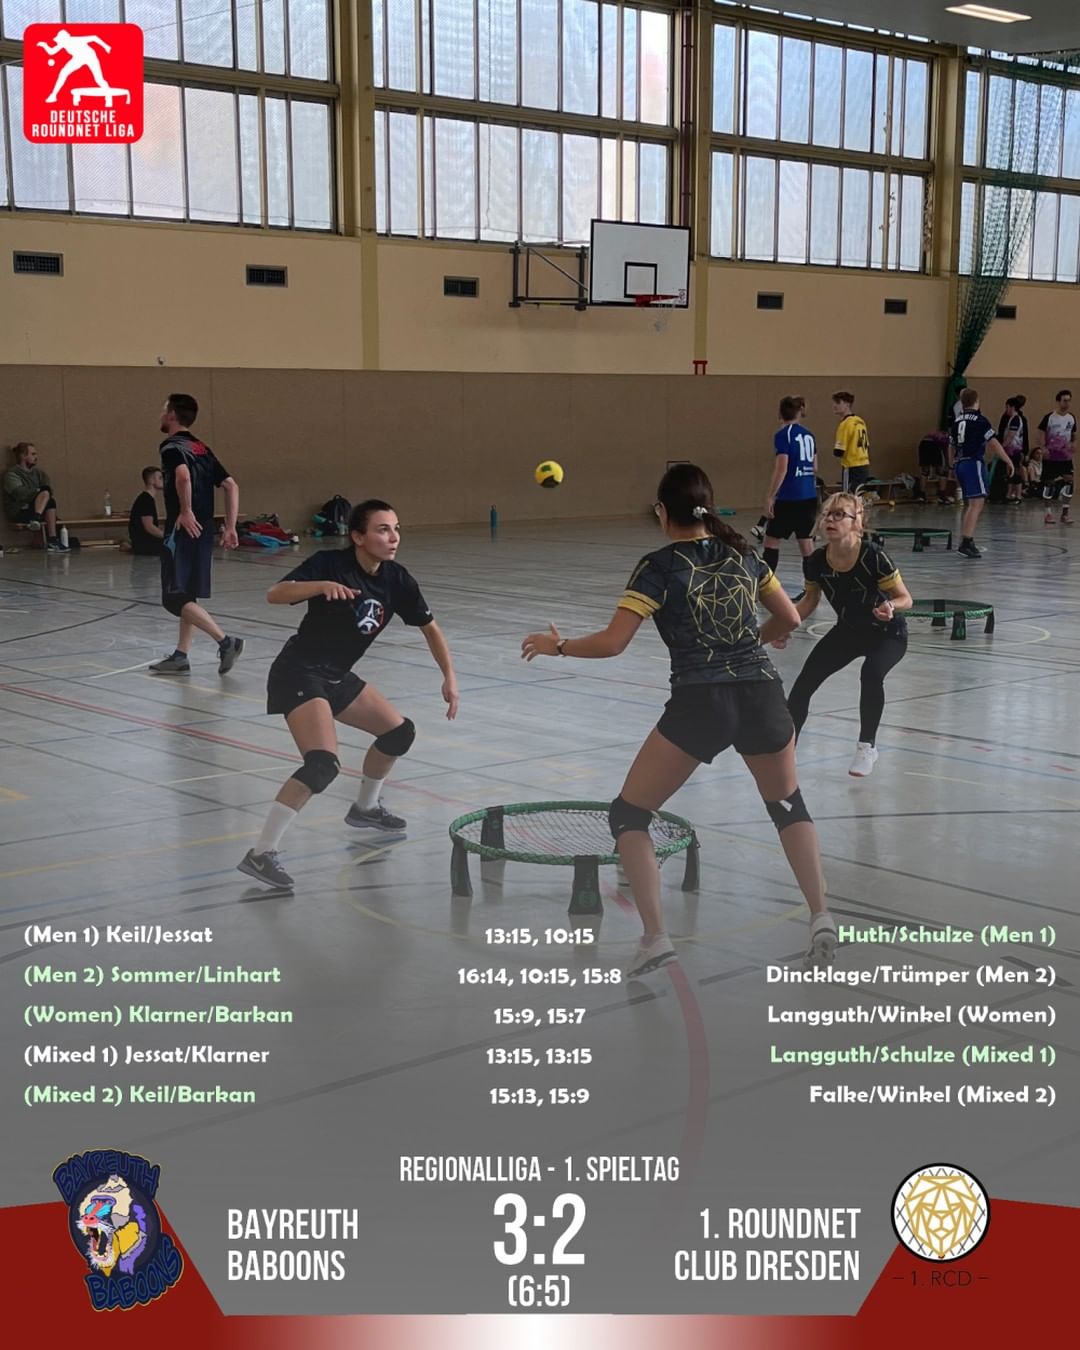 DEUTSCHE
ROUNDNET LIGA
10
9
(Men 1) Keil/Jessat 13:15, 10:15 Huth/Schulze (Men 1)
(Men 2) Sommer/Linhart 16:14, 10:15, 15:8 Dincklage/Trümper (Men 2)
(Women) Klarner/Barkan 15:9, 15:7 Langguth/Winkel (Women)
(Mixed 1) Jessat/Klarner 13:15, 13:15 Langguth/Schulze (Mixed 1)
(Mixed 2) Keil/Barkan 15:13, 15:9 Falke/Winkel (Mixed 2)
REGIONALLIGA - 1. SPIELTAG
BAYREUTH
BABOONS
BAYREUTH
BABOONS
3:2
(6:5)
1. ROUNDNET
CLUB DRESDEN
– 1. RCD –